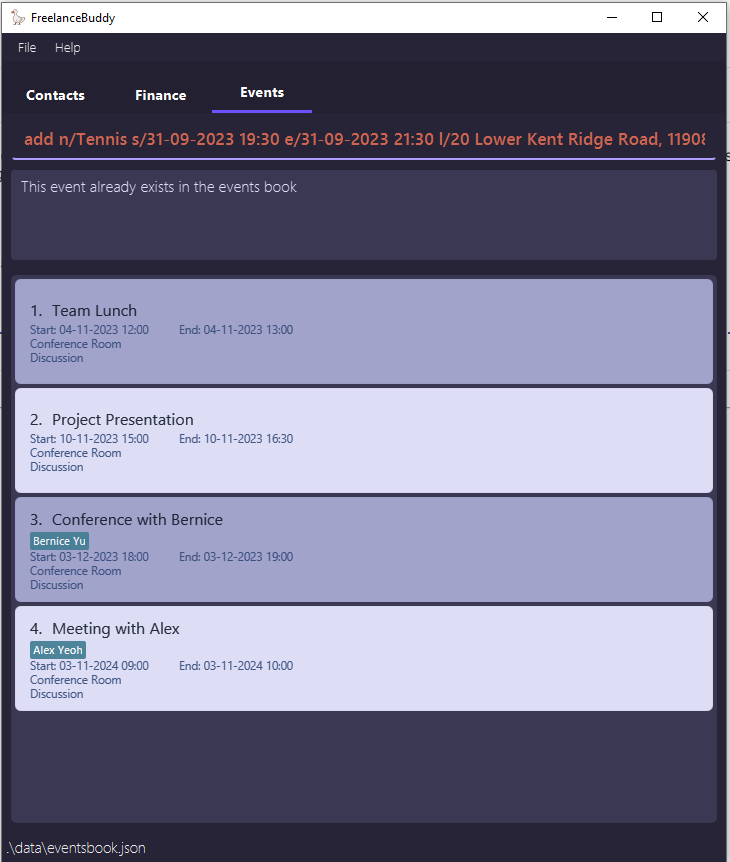 FreelanceBuddy
File Help
Contacts Finance Events
add n/Tennis s/31-09-2023 19:30 e/31-09-2023 21:30 l/20 Lower Kent Ridge Road, 11908
This event already exists in the events book
1. Team Lunch
Start: 04-11-2023 12:00 End: 04-11-2023 13:00
Conference Room
Discussion
2. Project Presentation
Start: 10-11-2023 15:00 End: 10-11-2023 16:30
Conference Room
Discussion
3. Conference with Bernice
Bernice Yu
Start: 03-12-2023 18:00 End: 03-12-2023 19:00
Conference Room
Discussion
4. Meeting with Alex
Alex Yeoh
Start: 03-11-2024 09:00 End: 03-11-2024 10:00
Conference Room
Discussion
.\data\eventsbook.json